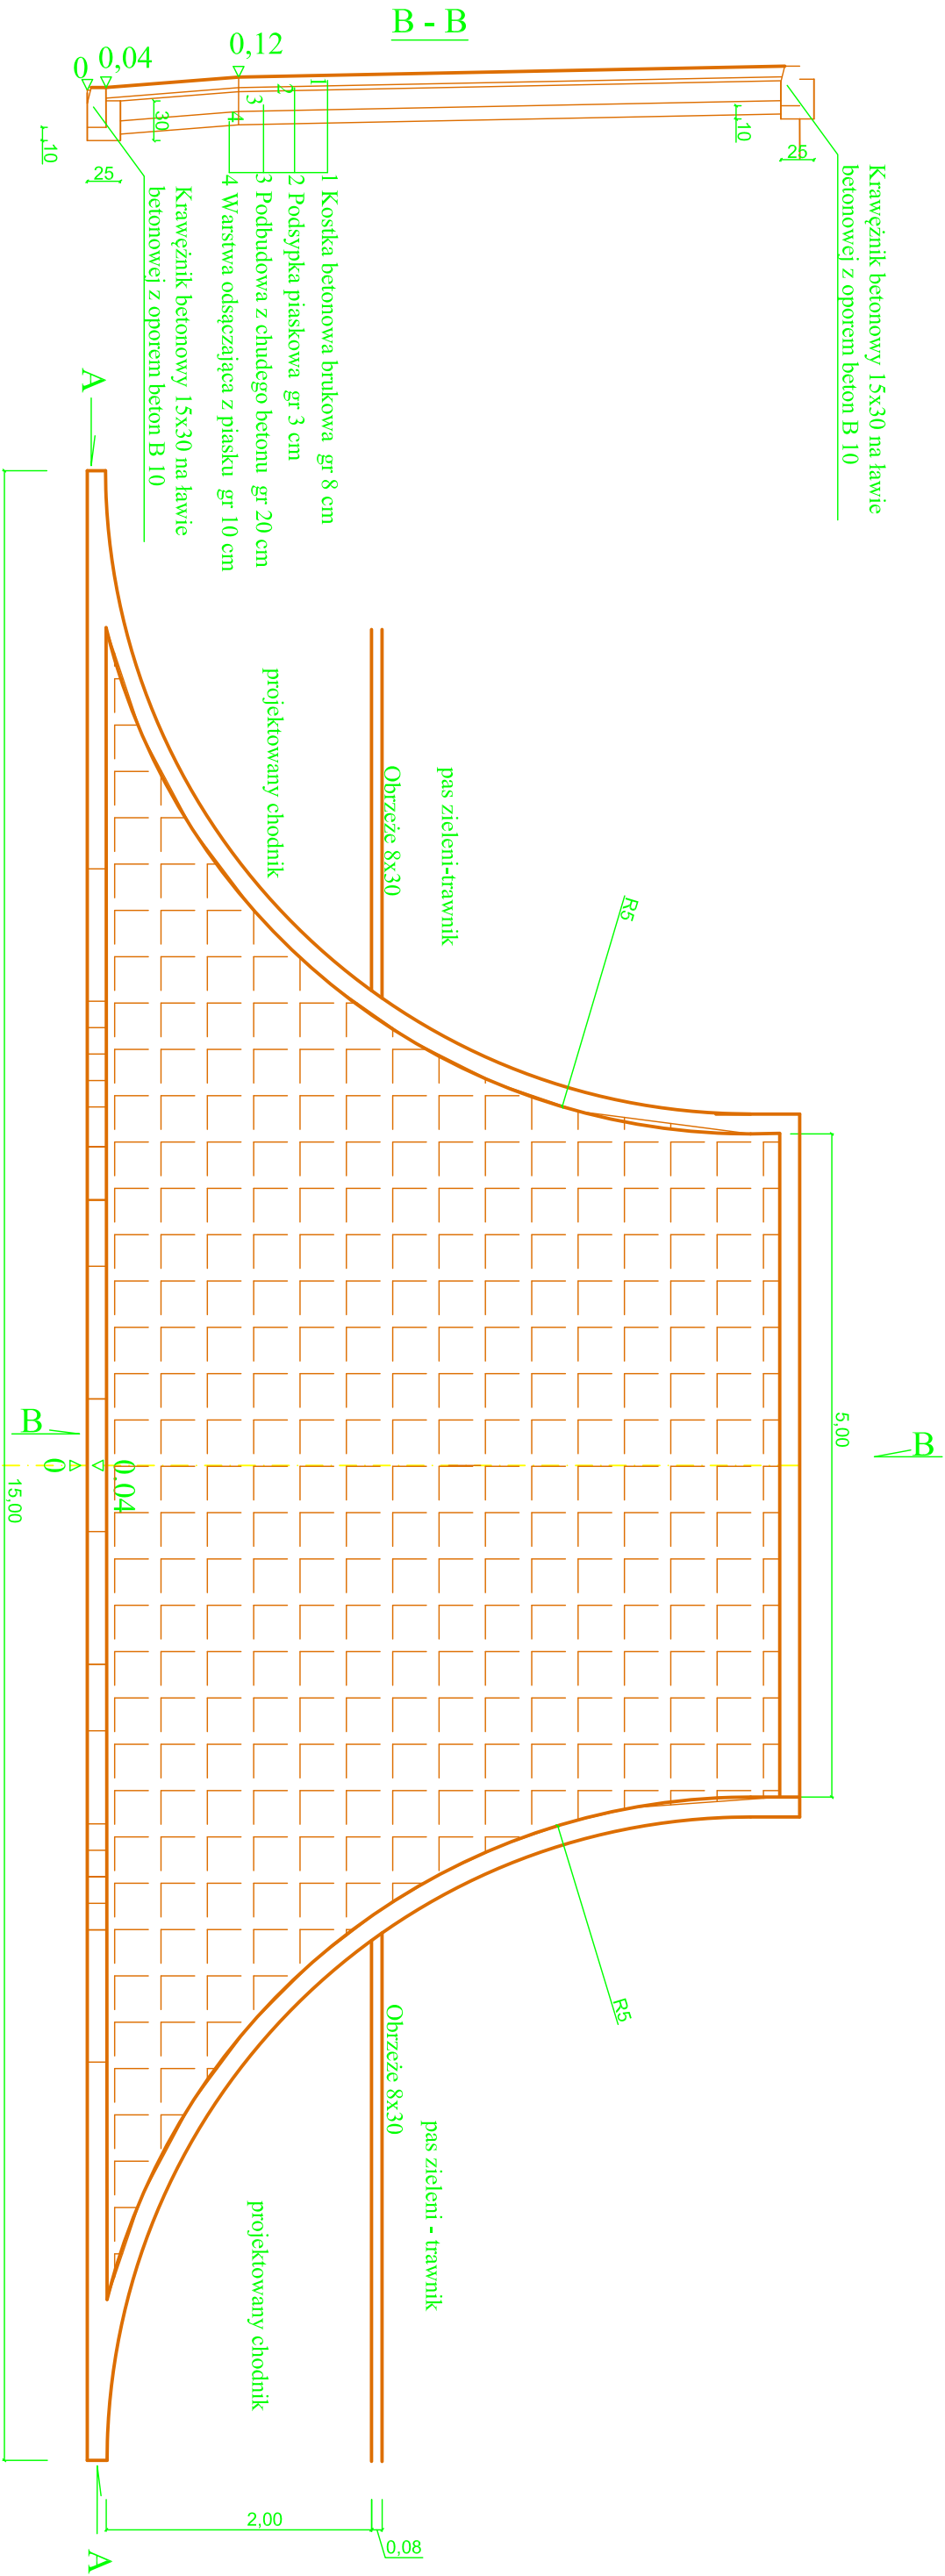 B - B
0
0,04
0,12
1
2
3
4
30
10
25
10
25
1 Kostka betonowa brukowa gr 8 cm
2 Podsypka piaskowa gr 3 cm
3 Podbudowa z chudego betonu gr 20 cm
4 Warstwa odsączająca z piasku gr 10 cm
Krawężnik betonowy 15x30 na ławie
betonowej z oporem beton B 10
Krawężnik betonowy 15x30 na ławie
betonowej z oporem beton B 10
A
projektowany chodnik
Obrzeże 8x30
pas zieleni-trawnik
R5
5,00
B
B
0
0,04
15,00
R5
Obrzeże 8x30
pas zieleni - trawnik
projektowany chodnik
2,00
0,08
A